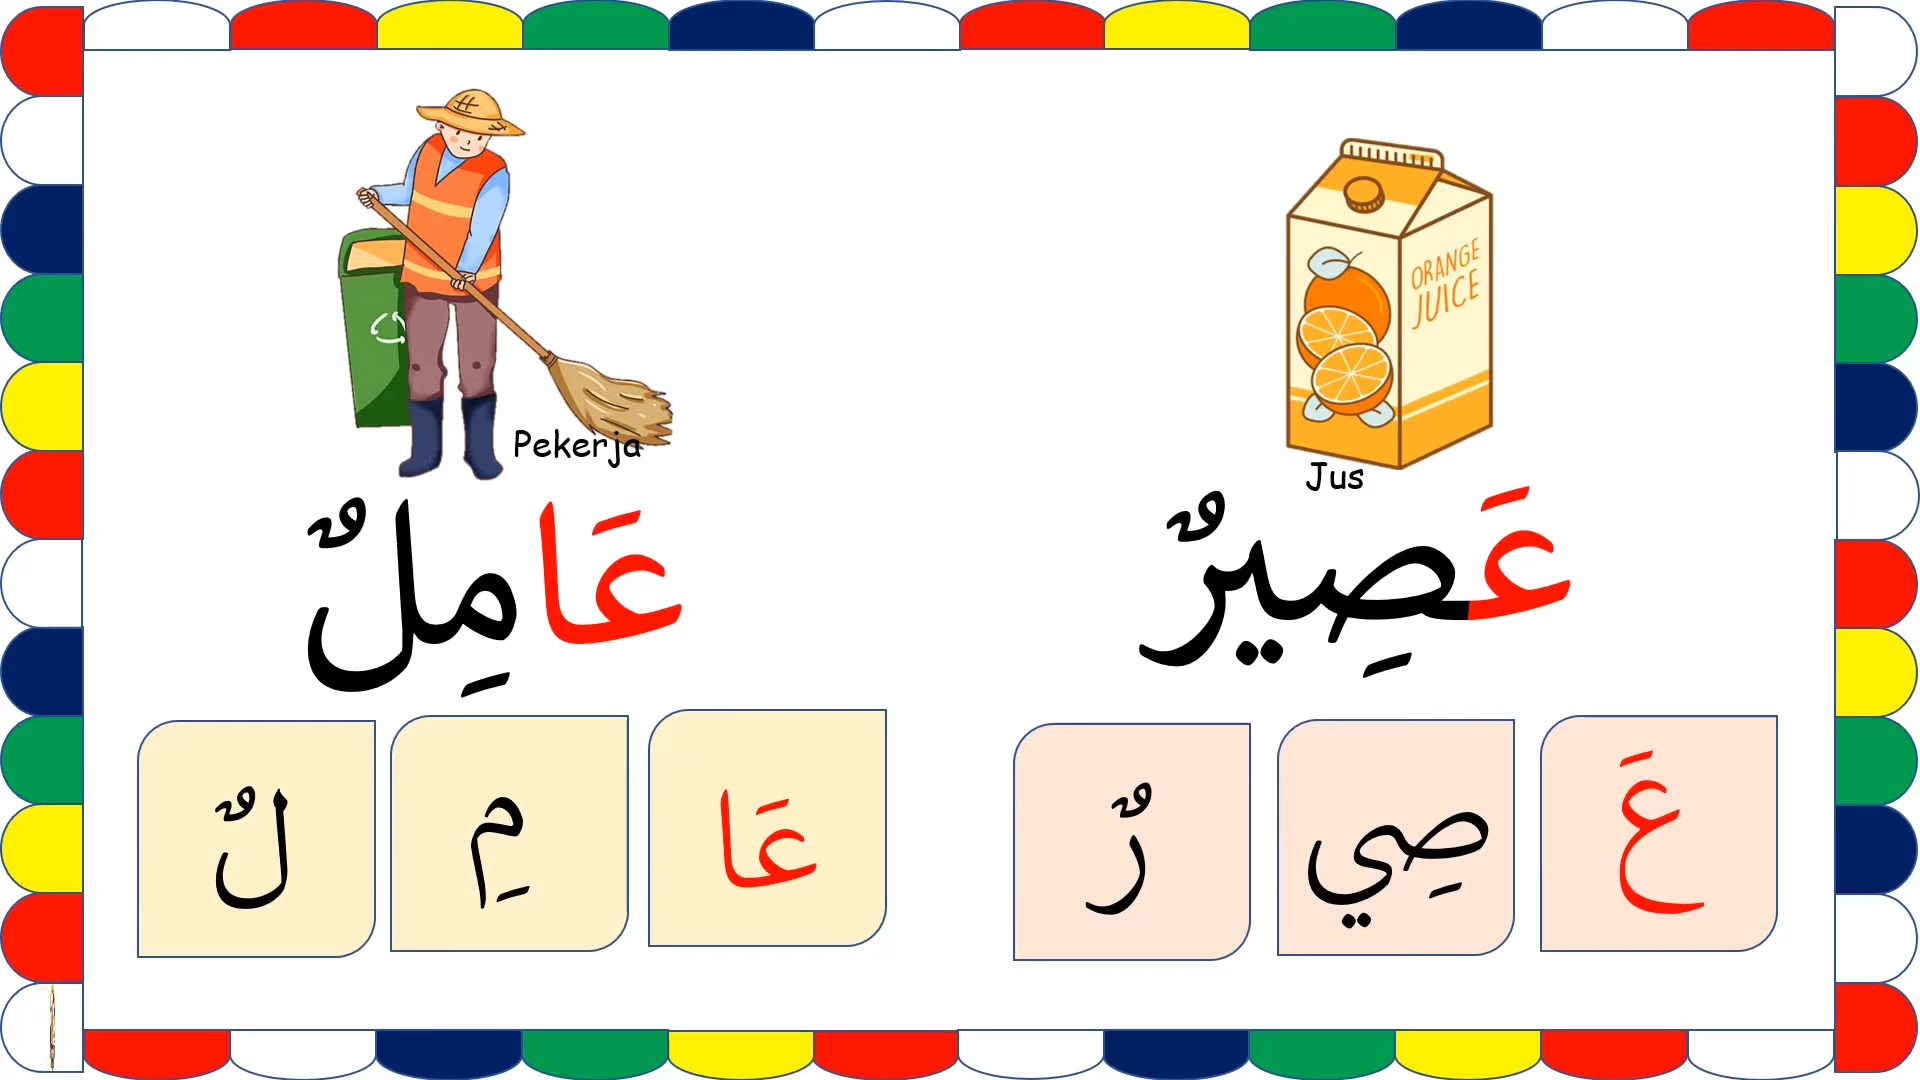 ORANGE
JUICE
Jus
عَصِيرٌ
عَ
صِي
رٌ
Pekerja
عَامِلٌ
عَا
مِ
لٌ